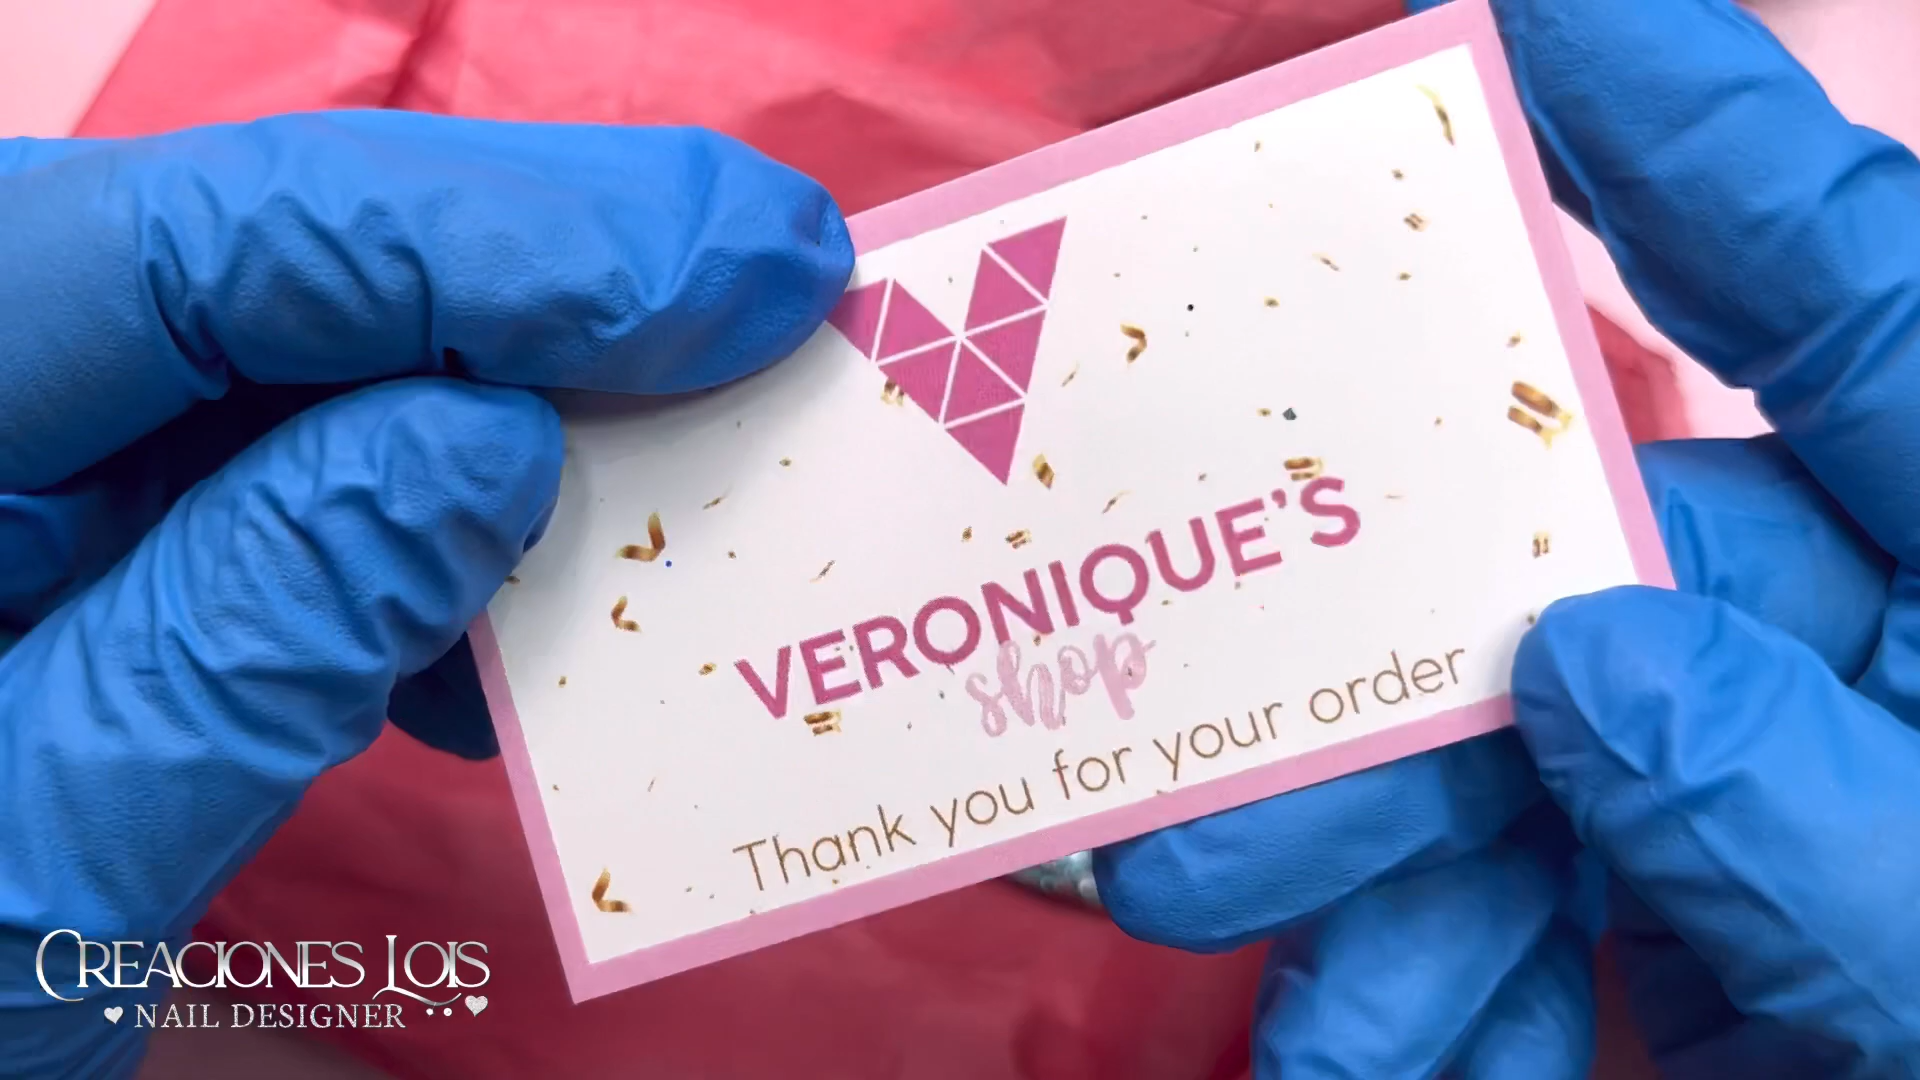 VERONIQUE'S
shop
Thank you for your order
CREACIONES LOIS
NAIL DESIGNER